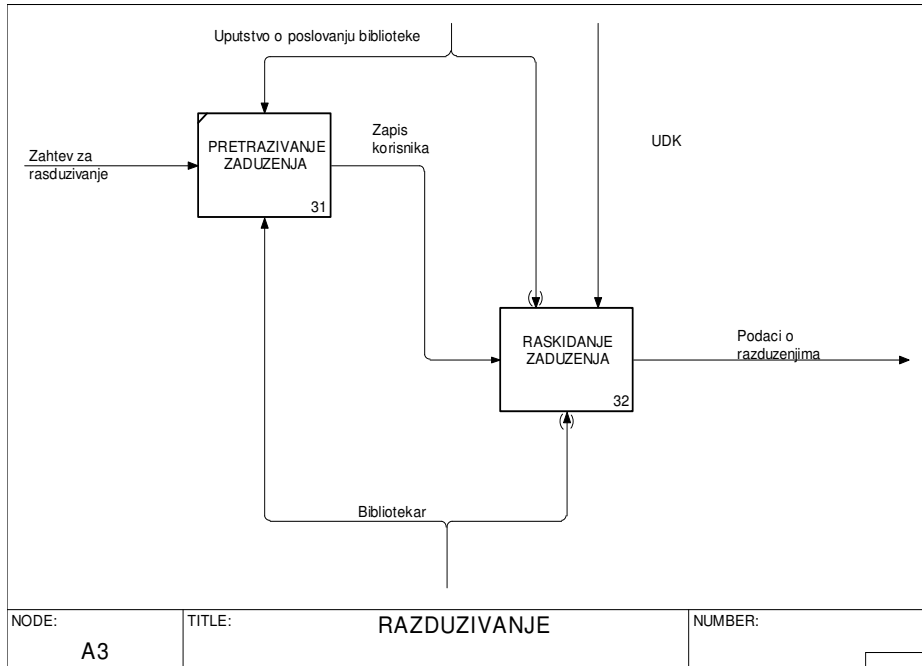 Uputstvo o poslovanju biblioteke
PRETRAZIVANJE
ZADUZENJA
31
Zapis
korisnika
UDK
Zahtev za
rasduzivanje
RASKIDANJE
ZADUZENJA
32
Podaci o
razduzenjima
Bibliotekar
NODE:
A3
TITLE:
RAZDUZIVANJE
NUMBER: